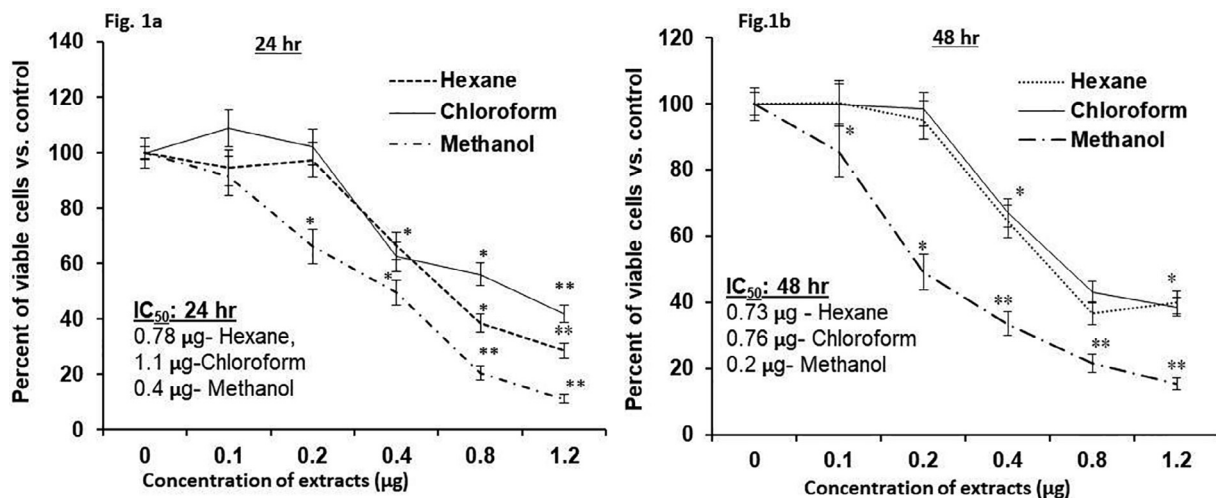 Fig. 1a
24 hr
Percent of viable cells vs. control
140
120
100
80
60
40
20
0
Hexane
Chloroform
Methanol
*
*
*
*
**
*
**
**
**
IC50: 24 hr
0.78 µg- Hexane,
1.1 µg-Chloroform
0.4 µg- Methanol
0 0.1 0.2 0.4 0.8 1.2
Concentration of extracts (µg)
Fig.1b
48 hr
Percent of viable cells vs. control
120
100
80
60
40
20
0
Hexane
Chloroform
Methanol
*
*
*
*
**
**
**
IC50: 48 hr
0.73 µg - Hexane
0.76 µg- Chloroform
0.2 µg- Methanol
0 0.1 0.2 0.4 0.8 1.2
Concentration of extracts (µg)